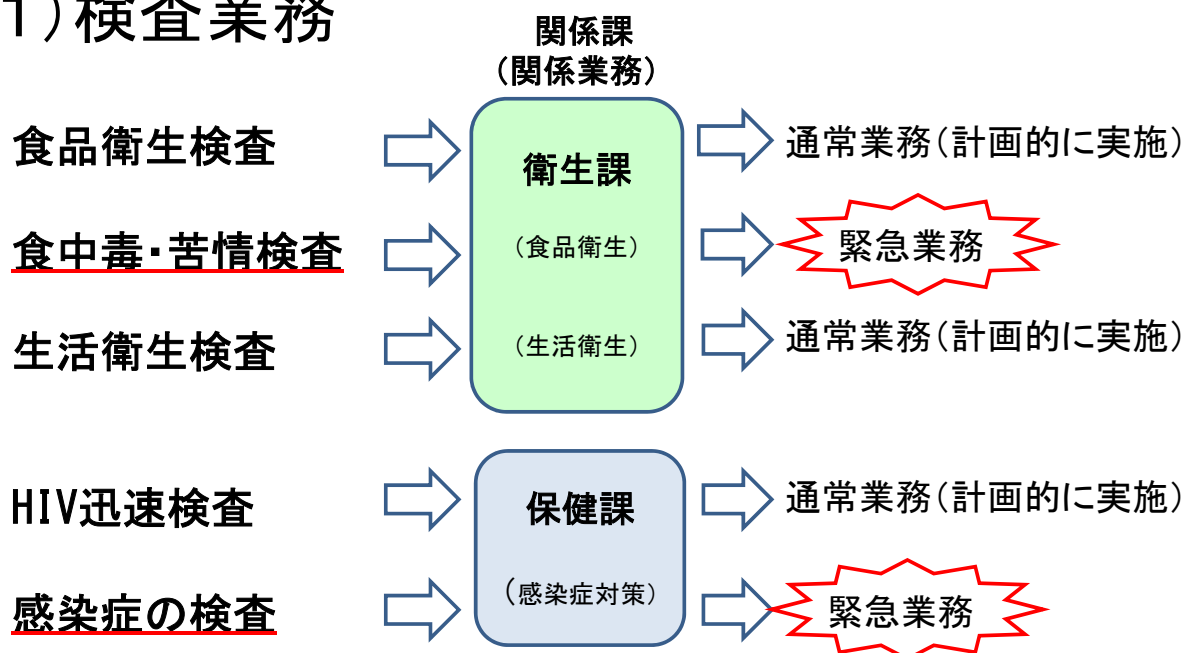 1)検査業務
関係課
(関係業務)
食品衛生検査
衛生課
通常業務(計画的に実施)
食中毒・苦情検査
(食品衛生)
緊急業務
生活衛生検査
(生活衛生)
通常業務(計画的に実施)
HIV迅速検査
保健課
通常業務(計画的に実施)
感染症の検査
(感染症対策)
緊急業務